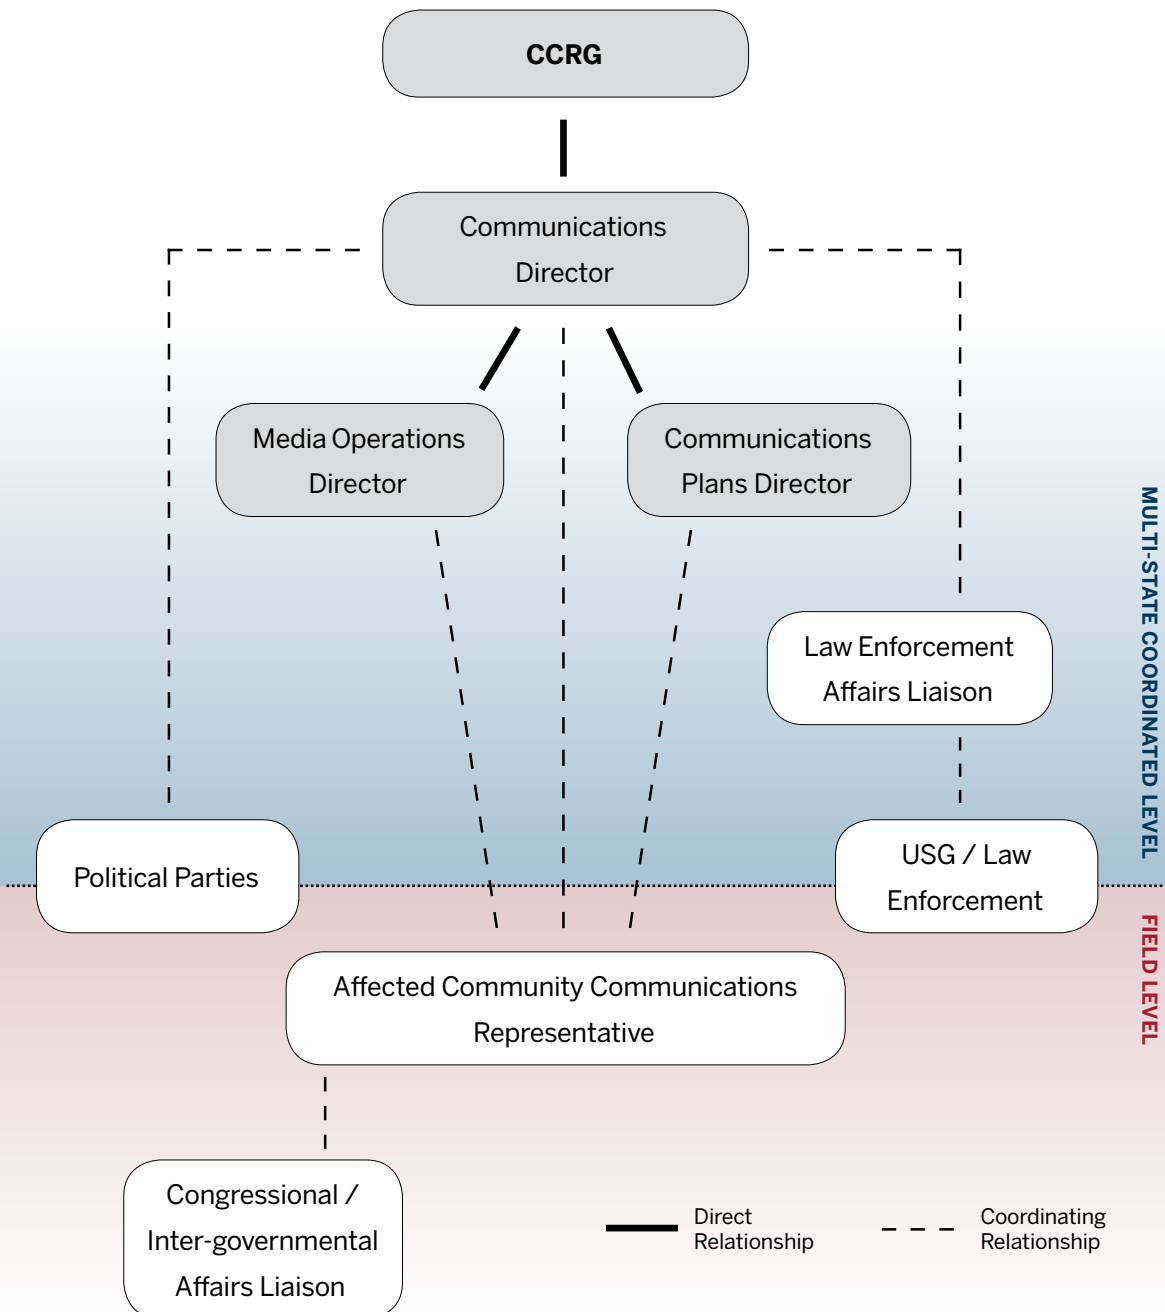 CCRG
Communications
Director
Media Operations
Director
Communications
Plans Director
MULTI-STATE COORDINATED LEVEL
Law Enforcement
Affairs Liaison
Political Parties
USG / Law
Enforcement
FIELD LEVEL
Affected Community Communications
Representative
Congressional /
Inter-governmental
Affairs Liaison
Direct
Relationship
Coordinating
Relationship